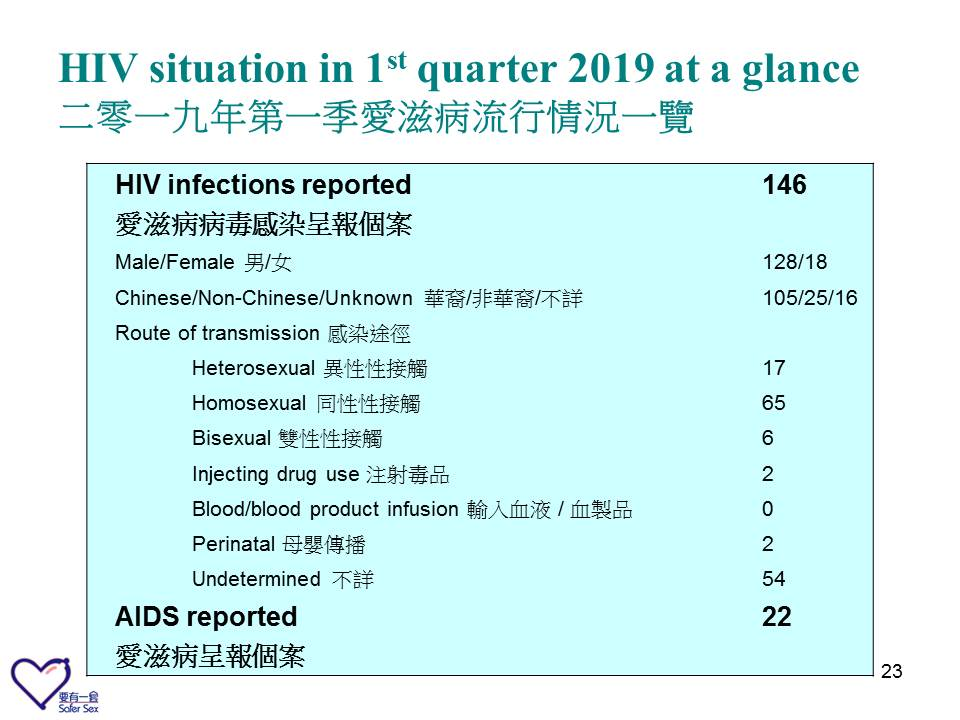 HIV situation in 1st quarter 2019 at a glance
二零一九年第一季愛滋病流行情況一覽
HIV infections reported 146
愛滋病病毒感染呈報個案
Male/Female 男/女 128/18
Chinese/Non-Chinese/Unknown 華裔/非華裔/不詳 105/25/16
Route of transmission 感染途徑
Heterosexual 異性性接觸 17
Homosexual 同性性接觸 65
Bisexual 雙性性接觸 6
Injecting drug use 注射毒品 2
Blood/blood product infusion 輸入血液 / 血製品 0
Perinatal 母嬰傳播 2
Undetermined 不詳 54
AIDS reported 22
愛滋病呈報個案
23
要有一套
Safer Sex